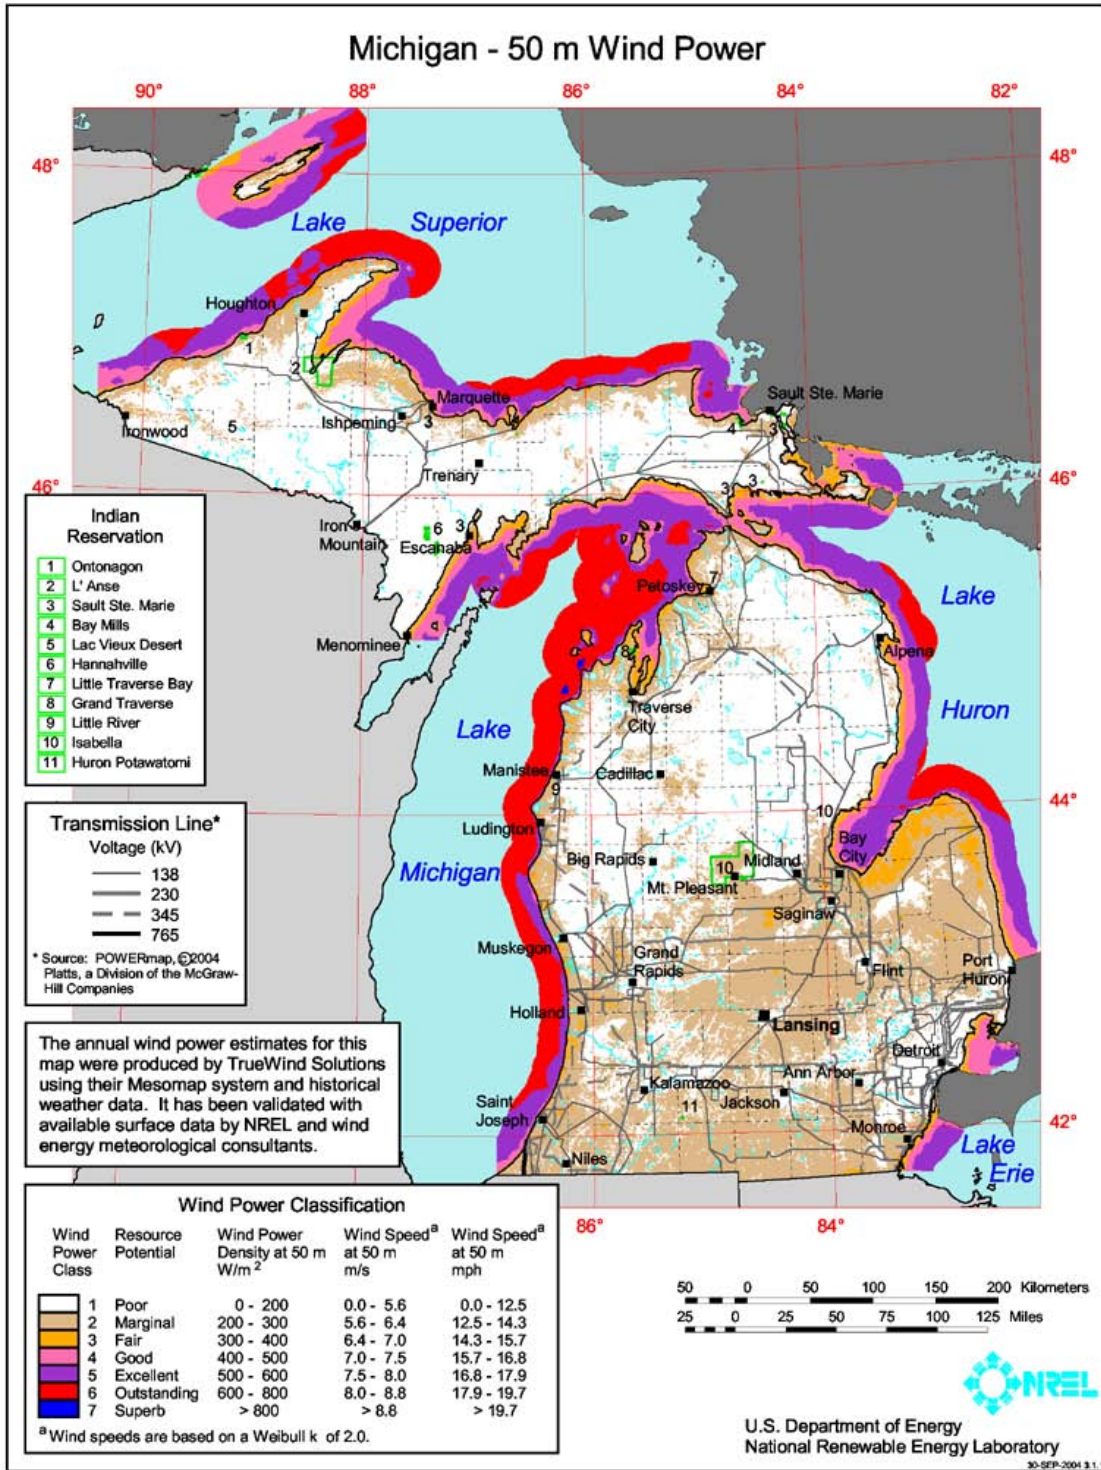 Michigan - 50 m Wind Power
90° 88° 86° 84° 82°
48° 48°
Lake Superior
Houghton
1
2
Marquette
Sault Ste. Marie
Ironwood
5
Ishpeming
3
4
3
Trenary
46°
46°
3
3
Iron
Mountain
6
3
Escanaba
Petoskey
7
Lake
Menominee
8
Alpena
Traverse
City
Huron
Lake
Manistee
Cadillac
9
44°
44°
10
Ludington
Bay
City
Big Rapids
Midland
Michigan
10
Mt. Pleasant
Saginaw
Muskegon
Grand
Rapids
Flint
Port
Huron
Holland
Lansing
Detroit
Ann Arbor
Kalamazoo
Saint
Joseph
11
Jackson
42°
42°
Monroe
Lake
Erie
Niles
86° 84°
Indian
Reservation
1 Ontonagon
2 L' Anse
3 Sault Ste. Marie
4 Bay Mills
5 Lac Vieux Desert
6 Hannahville
7 Little Traverse Bay
8 Grand Traverse
9 Little River
10 Isabella
11 Huron Potawatomi
Transmission Line*
Voltage (kV)
138
230
345
765
* Source: POWERmap, ©2004
Platts, a Division of the McGraw-
Hill Companies
The annual wind power estimates for this
map were produced by TrueWind Solutions
using their Mesomap system and historical
weather data. It has been validated with
available surface data by NREL and wind
energy meteorological consultants.
Wind Power Classification
Wind Resource Wind Power Wind Speed a Wind Speed a
Power Potential Density at 50 m at 50 m at 50 m
Class W/m 2 m/s mph
1 Poor 0 - 200 0.0 - 5.6 0.0 - 12.5
2 Marginal 200 - 300 5.6 - 6.4 12.5 - 14.3
3 Fair 300 - 400 6.4 - 7.0 14.3 - 15.7
4 Good 400 - 500 7.0 - 7.5 15.7 - 16.8
5 Excellent 500 - 600 7.5 - 8.0 16.8 - 17.9
6 Outstanding 600 - 800 8.0 - 8.8 17.9 - 19.7
7 Superb > 800 > 8.8 > 19.7
a Wind speeds are based on a Weibull k of 2.0.
50 0 50 100 150 200 Kilometers
25 0 25 50 75 100 125 Miles
NREL
U.S. Department of Energy
National Renewable Energy Laboratory
30-SEP-2004 3.1.